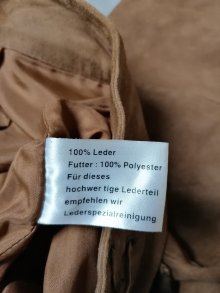 100% Leder
Futter : 100% Polyester
Für dieses
hochwer tige Lederteil
empfehlen wir
Lederspezialreinigung